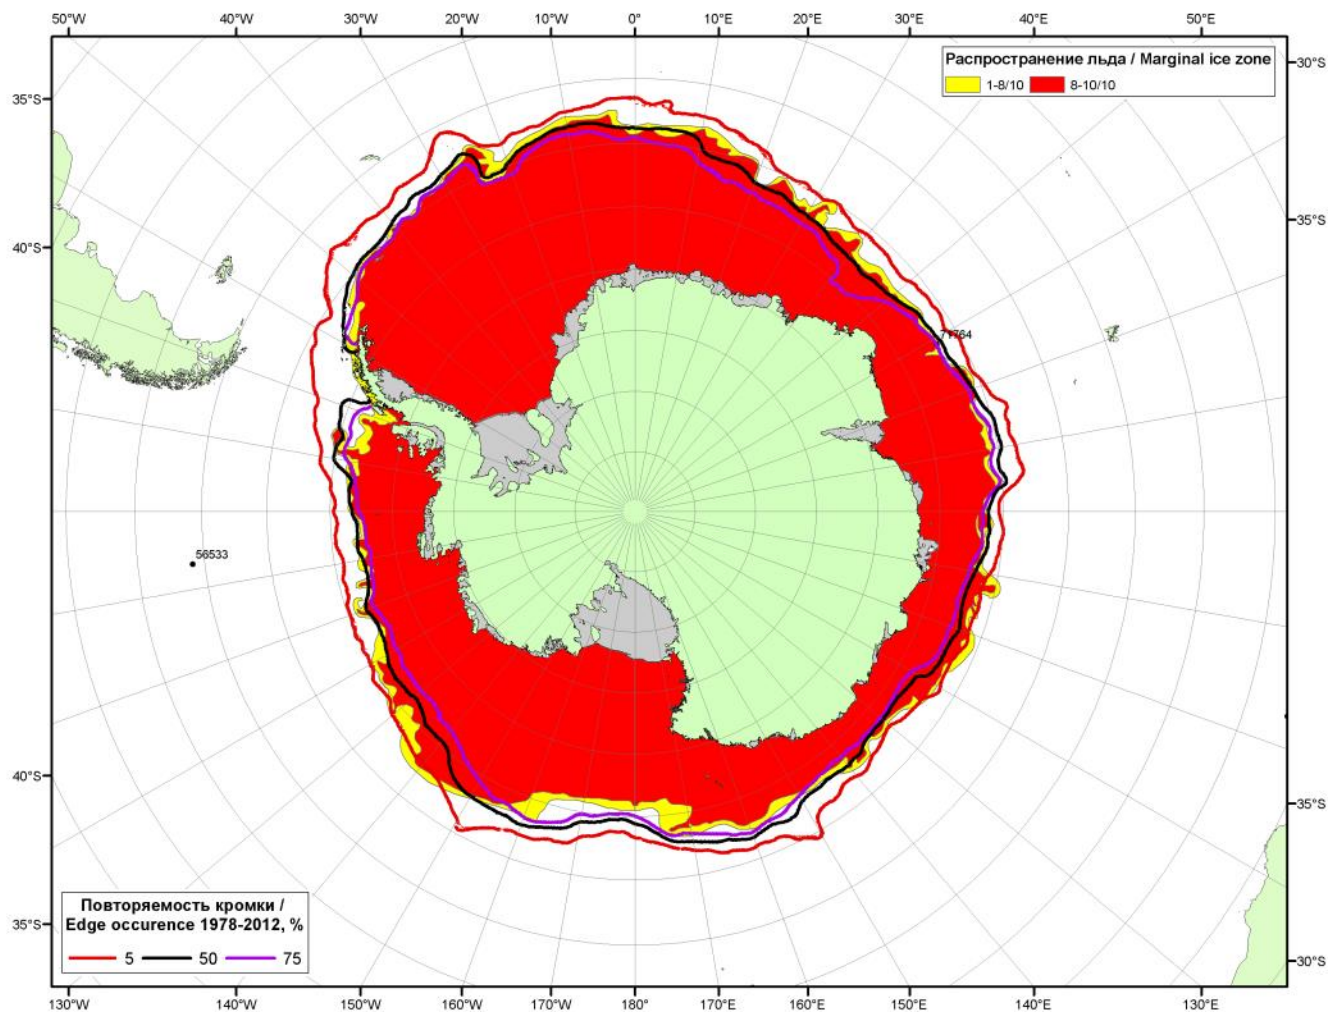 50°W 40°W 30°W 20°W 10°W 0° 10°E 20°E 30°E 40°E 50°E
Распространение льда / Marginal ice zone
1-8/10 8-10/10
30°S
35°S
35°S
40°S
71764
56533
40°S
35°S
Повторяемость кромки /
Edge occurence 1978-2012, %
5 50 75
35°S
30°S
130°W 140°W 150°W 160°W 170°W 180° 170°E 160°E 150°E 140°E 130°E